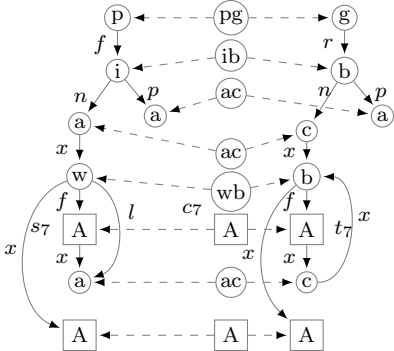 p pg g
f r
i ib b
n p ac n p
a a
a ac c
x x
w wb b
f l c₇ f x
s₇ A A A t₇
x x x x
a ac c
A A A